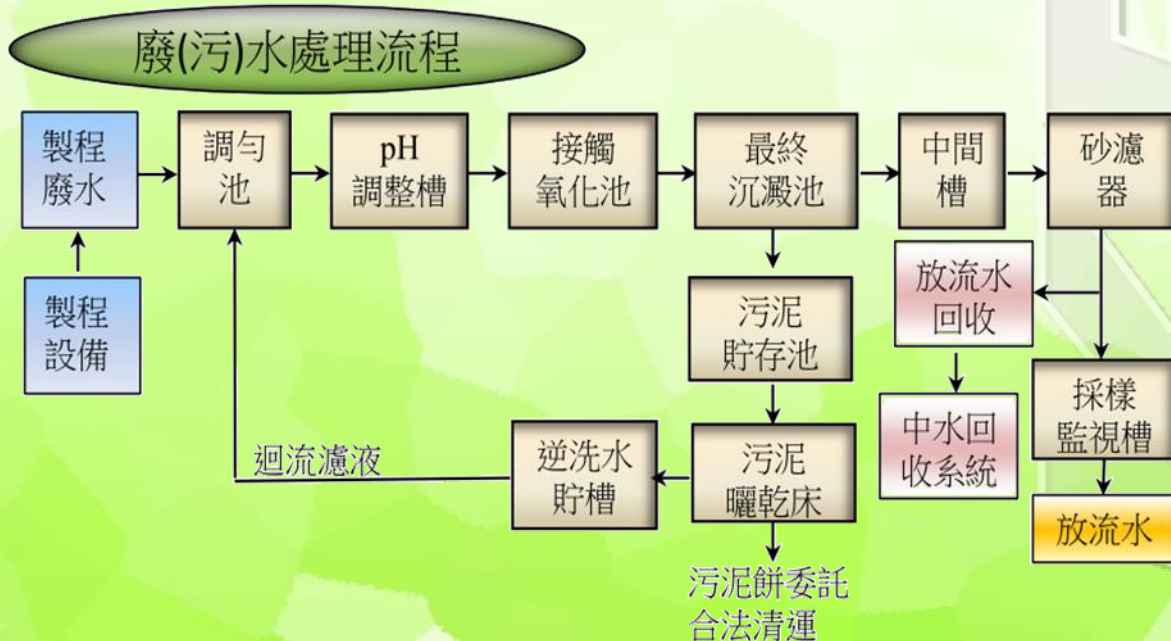 廢(污)水處理流程
製程
廢水
調勻
池
pH
調整槽
接觸
氧化池
最終
沉澱池
中間
槽
砂濾
器
製程
設備
污泥
貯存池
放流水
回收
採樣
監視槽
迴流濾液
逆洗水
貯槽
污泥
曬乾床
中水回
收系統
放流水
污泥餅委託
合法清運